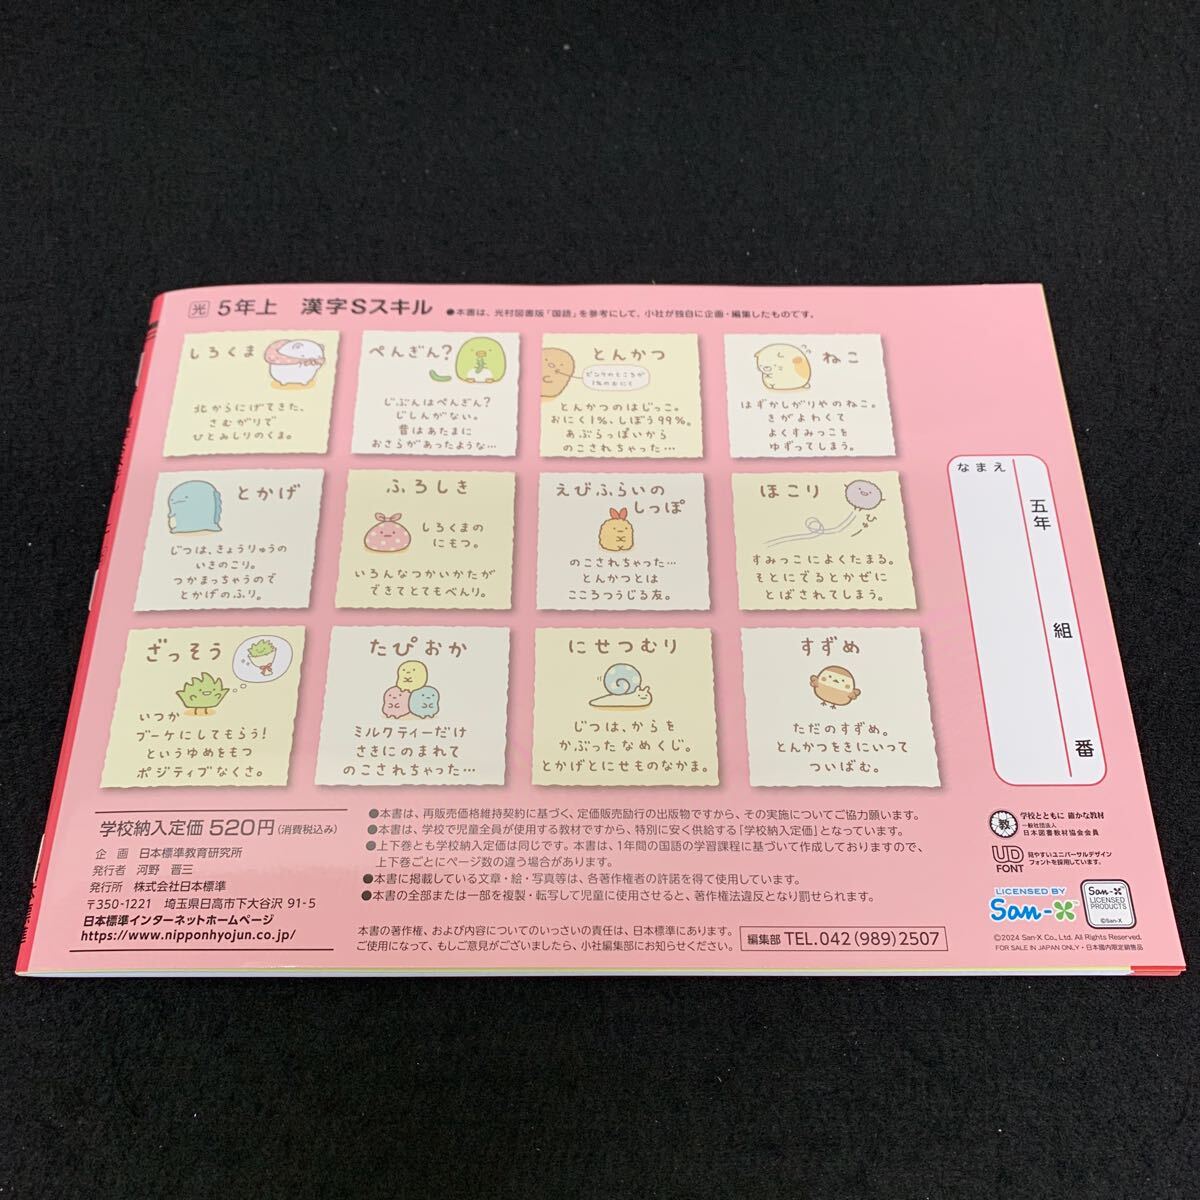 光 5年上 漢字Sスキル ●本書は、光村図書版「国語」を参考にして、小社が独自に企画・編集したものです。
しろくま
北からにげてきた、
さむがりで
ひとみしりのくま。
ぺんぎん?
じぶんはぺんぎん?
じしんがない。
昔はあたまに
おさらがあったような…
とんかつ
ピンクのところが
1%のおにく
とんかつのはじっこ。
おにく1%、しぼう99%。
あぶらっぽいから
のこされちゃった…
ねこ
はずかしがりやのねこ。
きがよわくて
よくすみっこを
ゆずってしまう。
とかげ
じつは、きょうりゅうの
いきのこり。
つかまっちゃうので
とかげのふり。
ふろしき
しろくまの
にもつ。
いろんなつかいかたが
できてとてもべんり。
えびふらいの
しっぽ
のこされちゃった…
とんかつとは
こころつうじる友。
ほこり
ひゅ〜
すみっこによくたまる。
そとにでるとかぜに
とばされてしまう。
ざっそう
いつか
ブーケにしてもらう!
というゆめをもつ
ポジティブなくさ。
たぴおか
ミルクティーだけ
さきにのまれて
のこされちゃった…
にせつむり
じつは、からを
かぶったなめくじ。
とかげとにせものなかま。
すずめ
ただのすずめ。
とんかつをきにいって
ついばむ。
なまえ
五年
組
番
学校納入定価 520円(消費税込み)
企 画 日本標準教育研究所
発行者 河野 晋三
発行所 株式会社日本標準
〒350-1221 埼玉県日高市下大谷沢 91-5
日本標準インターネットホームページ
https://www.nipponhyojun.co.jp/
●本書は、再販売価格維持契約に基づく、定価販売励行の出版物ですから、その実施についてご協力願います。
●本書は、学校で児童全員が使用する教材ですから、特別に安く供給する「学校納入定価」となっています。
●上下巻とも学校納入定価は同じです。本書は、1年間の国語の学習課程に基づいて作成しておりますので、
上下巻ごとにページ数の違う場合があります。
●本書に掲載している文章・絵・写真等は、各著作権者の許諾を得て使用しています。
●本書の全部または一部を複製・転写して児童に使用させると、著作権法違反となり罰せられます。
本書の著作権、および内容についてのいっさいの責任は、日本標準にあります。
ご使用になって、もしご意見がございましたら、小社編集部にお知らせください。
編集部 TEL.042(989)2507
教
学校とともに 確かな教材
一般社団法人
日本図書教材協会会員
UD
FONT
見やすいユニバーサルデザイン
フォントを採用しています。
LICENSED BY
San-X
San-X
LICENSED
PRODUCTS
©San-X
©2024 San-X Co., Ltd. All Rights Reserved.
FOR SALE IN JAPAN ONLY・日本国内限定販売品